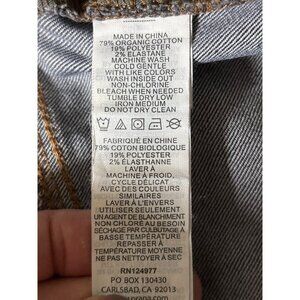 MADE IN CHINA
79% ORGANIC COTTON
19% POLYESTER
2% ELASTANE
MACHINE WASH
COLD GENTLE
WITH LIKE COLORS
WASH INSIDE OUT
NON-CHLORINE
BLEACH WHEN NEEDED
TUMBLE DRY LOW
IRON MEDIUM
DO NOT DRY CLEAN
FABRIQUÉ EN CHINE
79% COTON BIOLOGIQUE
19% POLYESTER
2% ÉLASTHANNE
LAVER À
MACHINE À FROID,
CYCLE DÉLICAT
AVEC DES COULEURS
SIMILAIRES
LAVER À L'ENVERS
UTILISANT AU BESOIN
UN AGENT DE BLANCHIMENT
NON CHLORÉ AU BESOIN
SÉCHAGE PAR CULBUTAGE À
BASSE TEMPÉRATURE
REPASSER À
TEMPÉRATURE MOYENNE
NE PAS NETTOYER À SEC
RN124977
PO BOX 130430
CARLSBAD, CA 92013